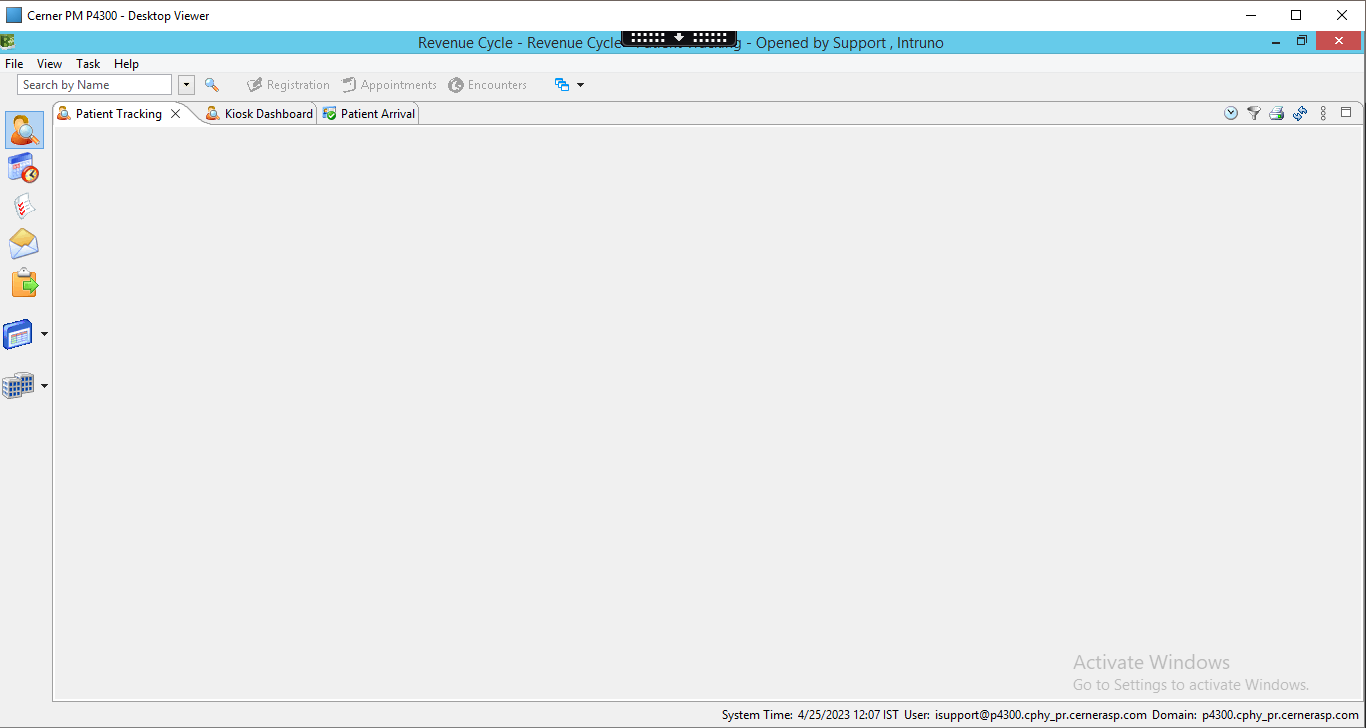 Cerner PM P4300 - Desktop Viewer
Revenue Cycle - Revenue Cycle - Opened by Support , Intruno
File View Task Help
Search by Name Registration Appointments Encounters
Patient Tracking Kiosk Dashboard Patient Arrival
Activate Windows
Go to Settings to activate Windows.
System Time: 4/25/2023 12:07 IST User: isupport@p4300.cphy_pr.cernerasp.com Domain: p4300.cphy_pr.cernerasp.com